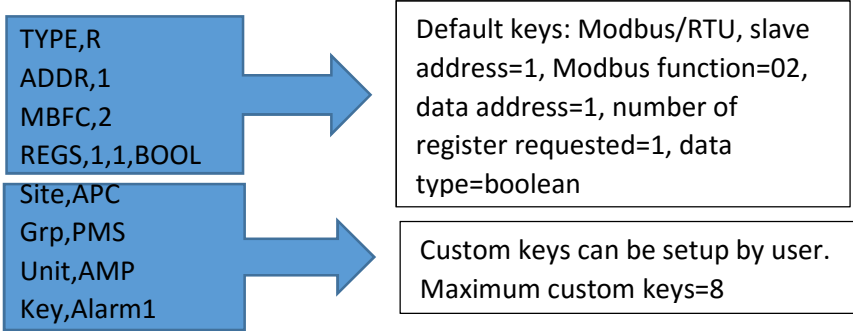 TYPE,R
ADDR,1
MBFC,2
REGS,1,1,BOOL
Default keys: Modbus/RTU, slave
address=1, Modbus function=02,
data address=1, number of
register requested=1, data
type=boolean
Site,APC
Grp,PMS
Unit,AMP
Key,Alarm1
Custom keys can be setup by user.
Maximum custom keys=8